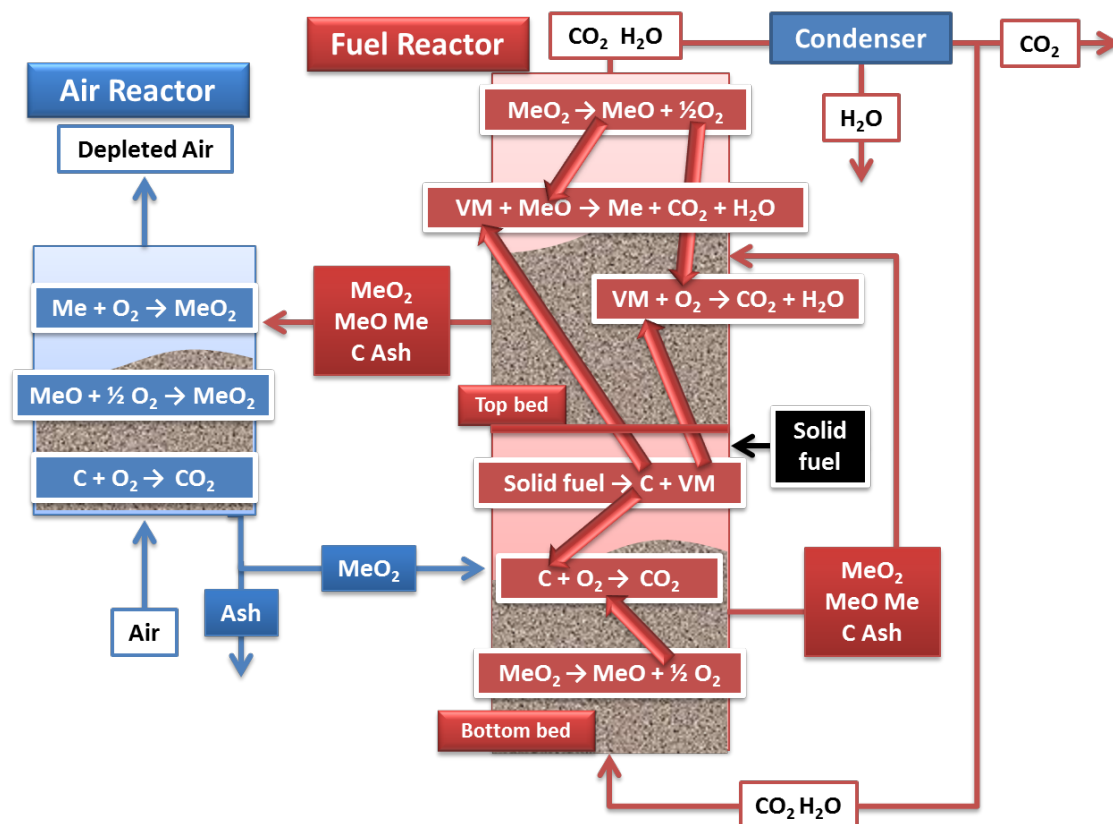 Fuel Reactor
CO₂ H₂O
Condenser
CO₂
H₂O
Air Reactor
Depleted Air
MeO₂ → MeO + ½O₂
VM + MeO → Me + CO₂ + H₂O
VM + O₂ → CO₂ + H₂O
Me + O₂ → MeO₂
MeO + ½ O₂ → MeO₂
C + O₂ → CO₂
MeO₂
MeO Me
C Ash
Top bed
Solid
fuel
Solid fuel → C + VM
C + O₂ → CO₂
MeO₂ → MeO + ½ O₂
Bottom bed
MeO₂
Ash
Air
MeO₂
MeO Me
C Ash
CO₂ H₂O